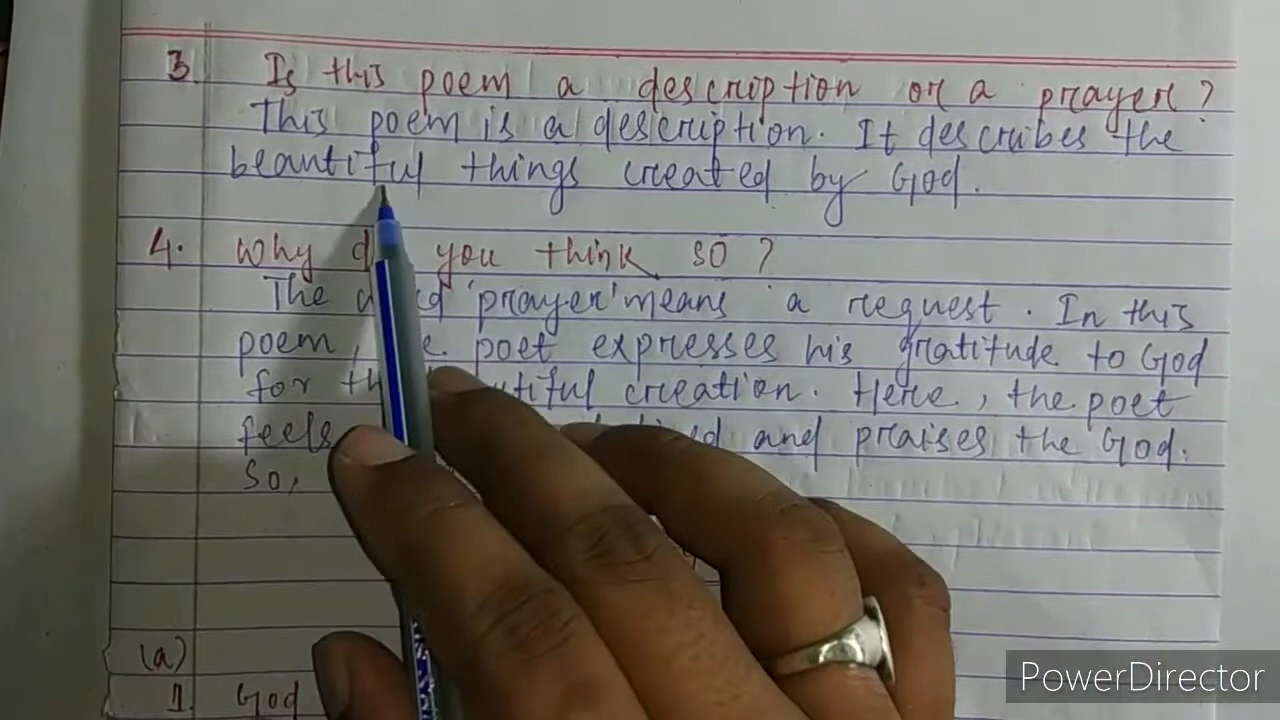 3. Is this poem a description or a prayer?
This poem is a description. It describes the
beautiful things created by God.
4. Why you think so?
The 'prayer' means a request. In this
poem, poet expresses his gratitude to God
for creation. Here, the poet
feels and praises the God.
So,
(a)
1. God
PowerDirector